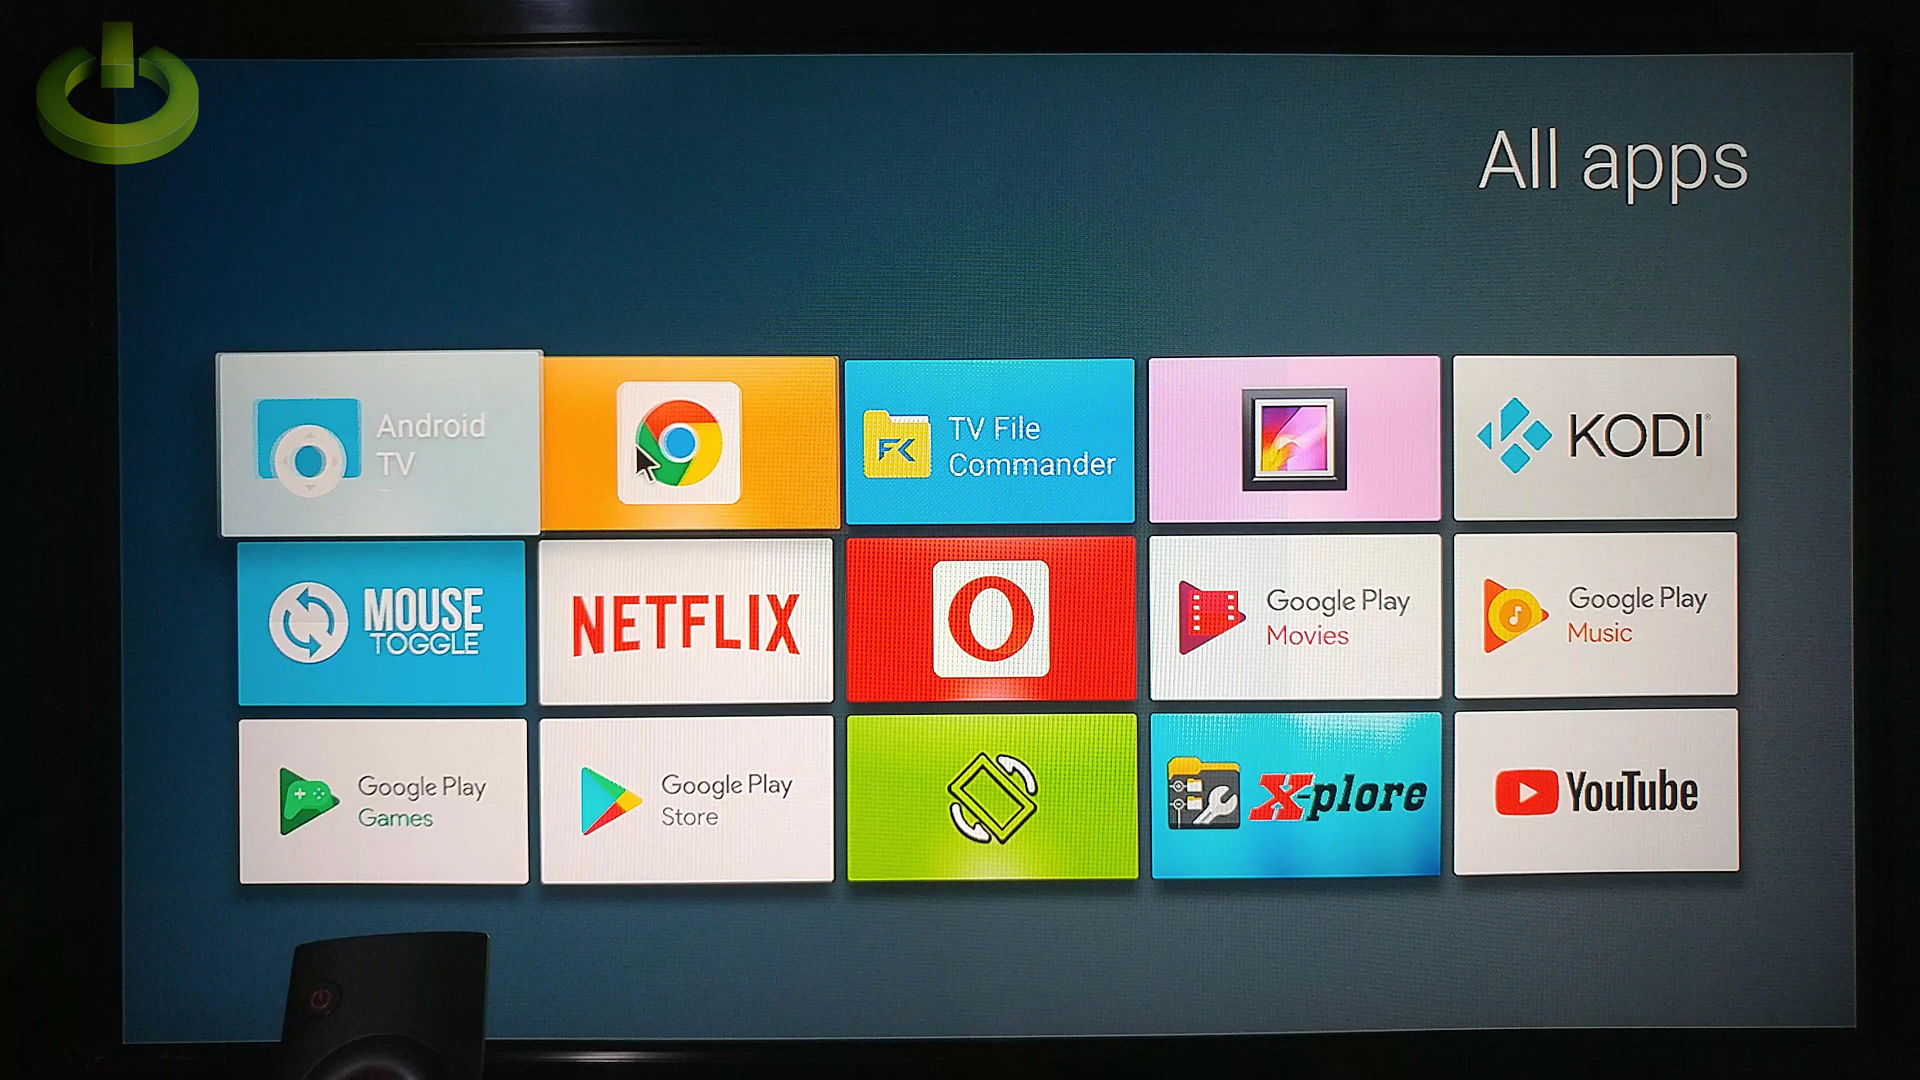 All apps
Android
TV
TV File
Commander
FK
KODI
MOUSE
TOGGLE
NETFLIX
Google Play
Movies
Google Play
Music
Google Play
Games
Google Play
Store
X-plore
YouTube